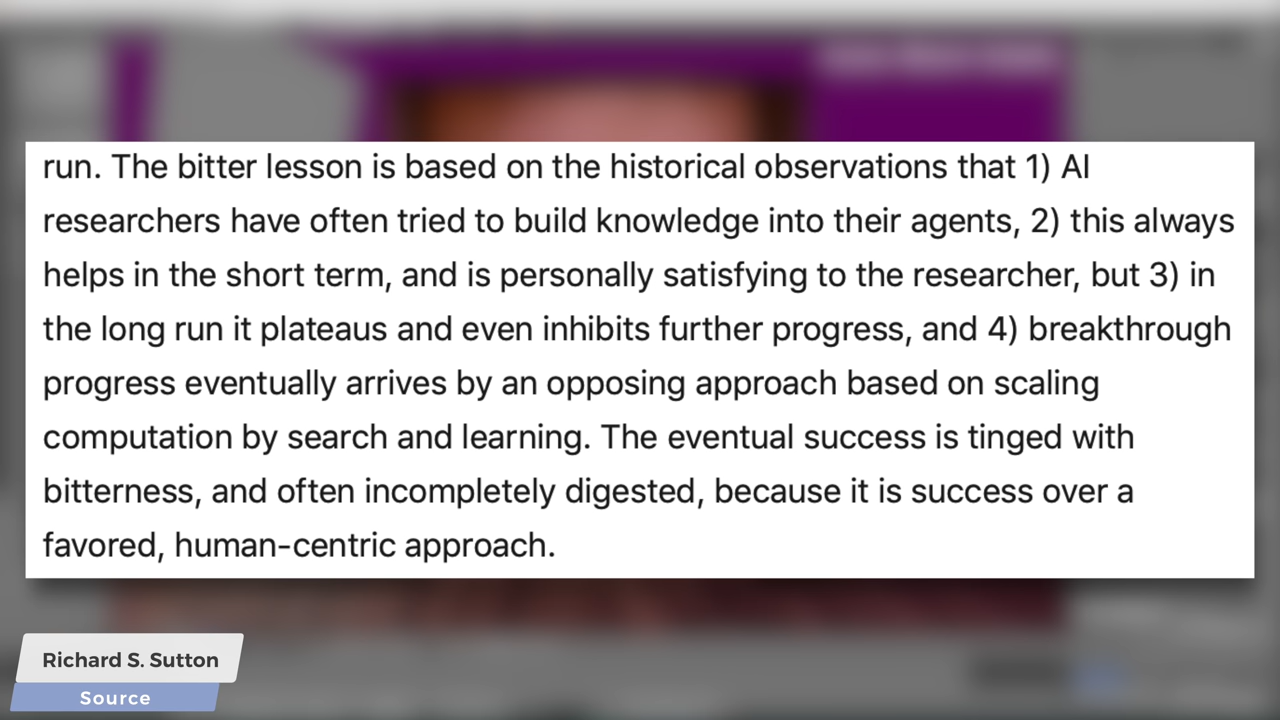 run. The bitter lesson is based on the historical observations that 1) AI
researchers have often tried to build knowledge into their agents, 2) this always
helps in the short term, and is personally satisfying to the researcher, but 3) in
the long run it plateaus and even inhibits further progress, and 4) breakthrough
progress eventually arrives by an opposing approach based on scaling
computation by search and learning. The eventual success is tinged with
bitterness, and often incompletely digested, because it is success over a
favored, human-centric approach.
Richard S. Sutton
Source